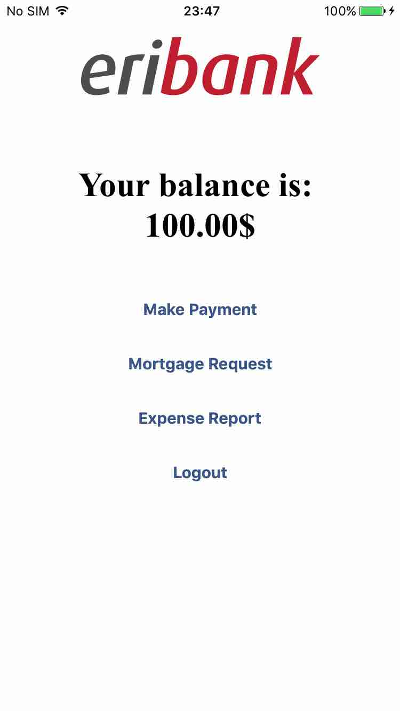 No SIM 23:47 100%
eribank
Your balance is:
100.00$
Make Payment
Mortgage Request
Expense Report
Logout